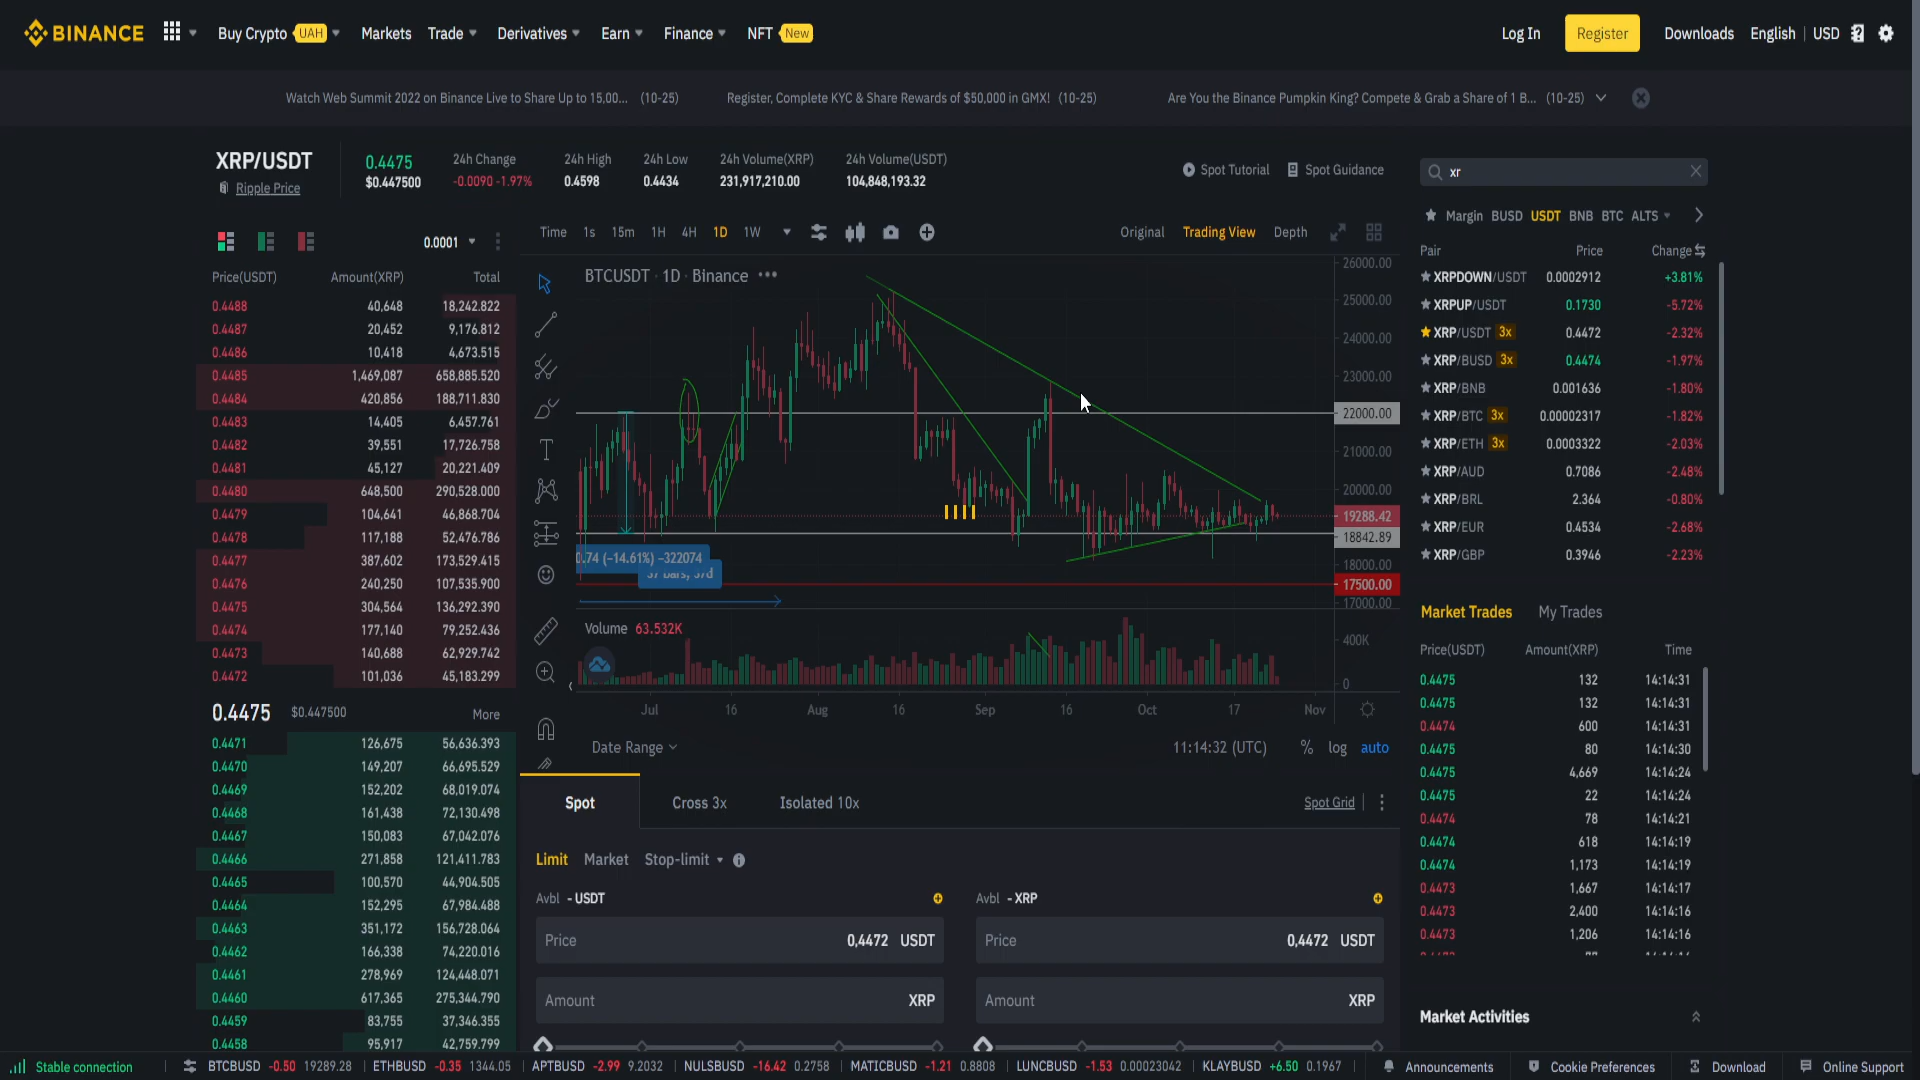 BINANCE Buy Crypto UAH Markets Trade Derivatives Earn Finance NFT New Log In Register Downloads English USD
Watch Web Summit 2022 on Binance Live to Share Up to 15,00... (10-25) Register, Complete KYC & Share Rewards of $50,000 in GMX! (10-25) Are You the Binance Pumpkin King? Compete & Grab a Share of 1 B... (10-25)
XRP/USDT
Ripple Price
0.4475
$0.447500
24h Change
-0.0090 -1.97%
24h High
0.4598
24h Low
0.4434
24h Volume(XRP)
231,917,210.00
24h Volume(USDT)
104,848,193.32
Spot Tutorial Spot Guidance
0.0001
Price(USDT) Amount(XRP) Total
0.4488 40,648 18,242.822
0.4487 20,452 9,176.812
0.4486 10,418 4,673.515
0.4485 1,469,087 658,885.520
0.4484 420,856 188,711.830
0.4483 14,405 6,457.761
0.4482 39,551 17,726.758
0.4481 45,127 20,221.409
0.4480 648,500 290,528.000
0.4479 104,641 46,868.704
0.4478 117,188 52,476.786
0.4477 387,602 173,529.415
0.4476 240,250 107,535.900
0.4475 304,564 136,292.390
0.4474 177,140 79,252.436
0.4473 140,688 62,929.742
0.4472 101,036 45,183.299
0.4475 $0.447500 More
0.4471 126,675 56,636.393
0.4470 149,207 66,695.529
0.4469 152,202 68,019.074
0.4468 161,438 72,130.498
0.4467 150,083 67,042.076
0.4466 271,858 121,411.783
0.4465 100,570 44,904.505
0.4464 152,295 67,984.488
0.4463 351,172 156,728.064
0.4462 166,338 74,220.016
0.4461 278,969 124,448.071
0.4460 617,365 275,344.790
0.4459 83,755 37,346.355
0.4458 95,917 42,759.799
Time 1s 15m 1H 4H 1D 1W Original Trading View Depth
BTCUSDT · 1D · Binance
26000.00
25000.00
24000.00
23000.00
22000.00
21000.00
20000.00
19288.42
18842.89
18000.00
17500.00
17000.00
0.74 (−14.61%) −322074
37 bars, 37d
Volume 63.532K
400K
0
Jul 16 Aug 16 Sep 16 Oct 17 Nov
Date Range 11:14:32 (UTC) % log auto
Spot Cross 3x Isolated 10x Spot Grid
Limit Market Stop-limit
Avbl - USDT Avbl - XRP
Price 0,4472 USDT Price 0,4472 USDT
Amount XRP Amount XRP
xr
Margin BUSD USDT BNB BTC ALTS
Pair Price Change
XRPDOWN/USDT 0.0002912 +3.81%
XRPUP/USDT 0.1730 -5.72%
XRP/USDT 3x 0.4472 -2.32%
XRP/BUSD 3x 0.4474 -1.97%
XRP/BNB 0.001636 -1.80%
XRP/BTC 3x 0.00002317 -1.82%
XRP/ETH 3x 0.0003322 -2.03%
XRP/AUD 0.7086 -2.48%
XRP/BRL 2.364 -0.80%
XRP/EUR 0.4534 -2.68%
XRP/GBP 0.3946 -2.23%
Market Trades My Trades
Price(USDT) Amount(XRP) Time
0.4475 132 14:14:31
0.4475 132 14:14:31
0.4474 600 14:14:31
0.4475 80 14:14:30
0.4475 4,669 14:14:24
0.4475 22 14:14:24
0.4474 78 14:14:21
0.4474 618 14:14:19
0.4474 1,173 14:14:19
0.4473 1,667 14:14:17
0.4473 2,400 14:14:16
0.4473 1,206 14:14:16
Market Activities
Stable connection BTCBUSD -0.50 19289.28 ETHBUSD -0.35 1344.05 APTBUSD -2.99 9.2032 NULSBUSD -16.42 0.2758 MATICBUSD -1.21 0.8808 LUNCBUSD -1.53 0.00023042 KLAYBUSD +6.50 0.1967 Announcements Cookie Preferences Download Online Support